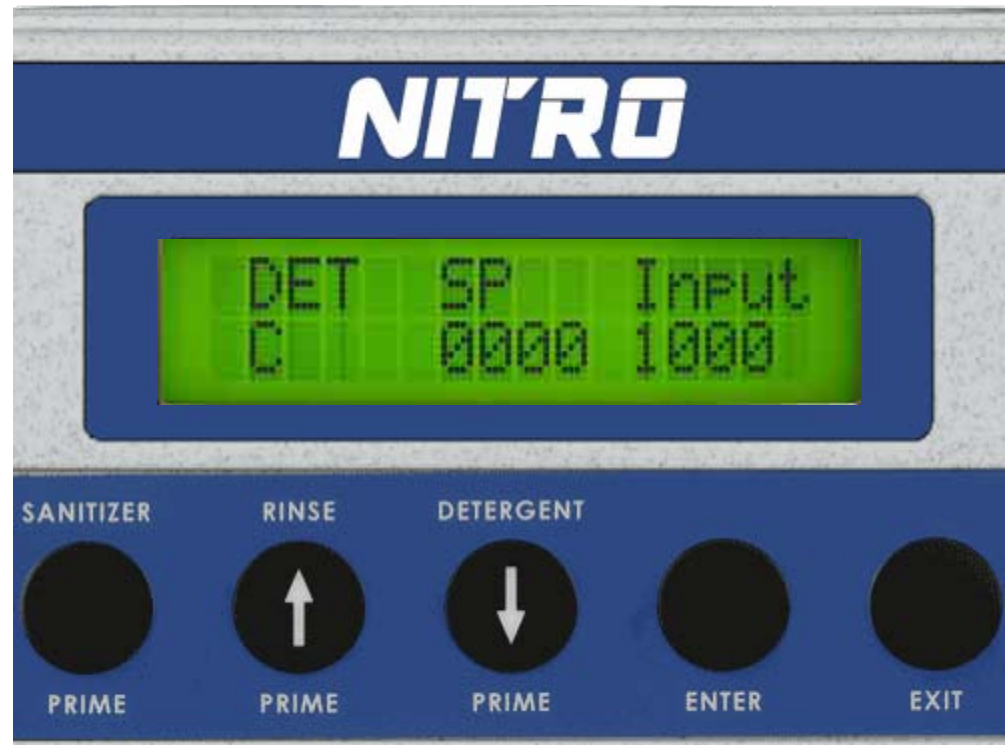 NITRO
DET SP Input
C 0000 1000
SANITIZER RINSE DETERGENT
PRIME PRIME PRIME ENTER EXIT